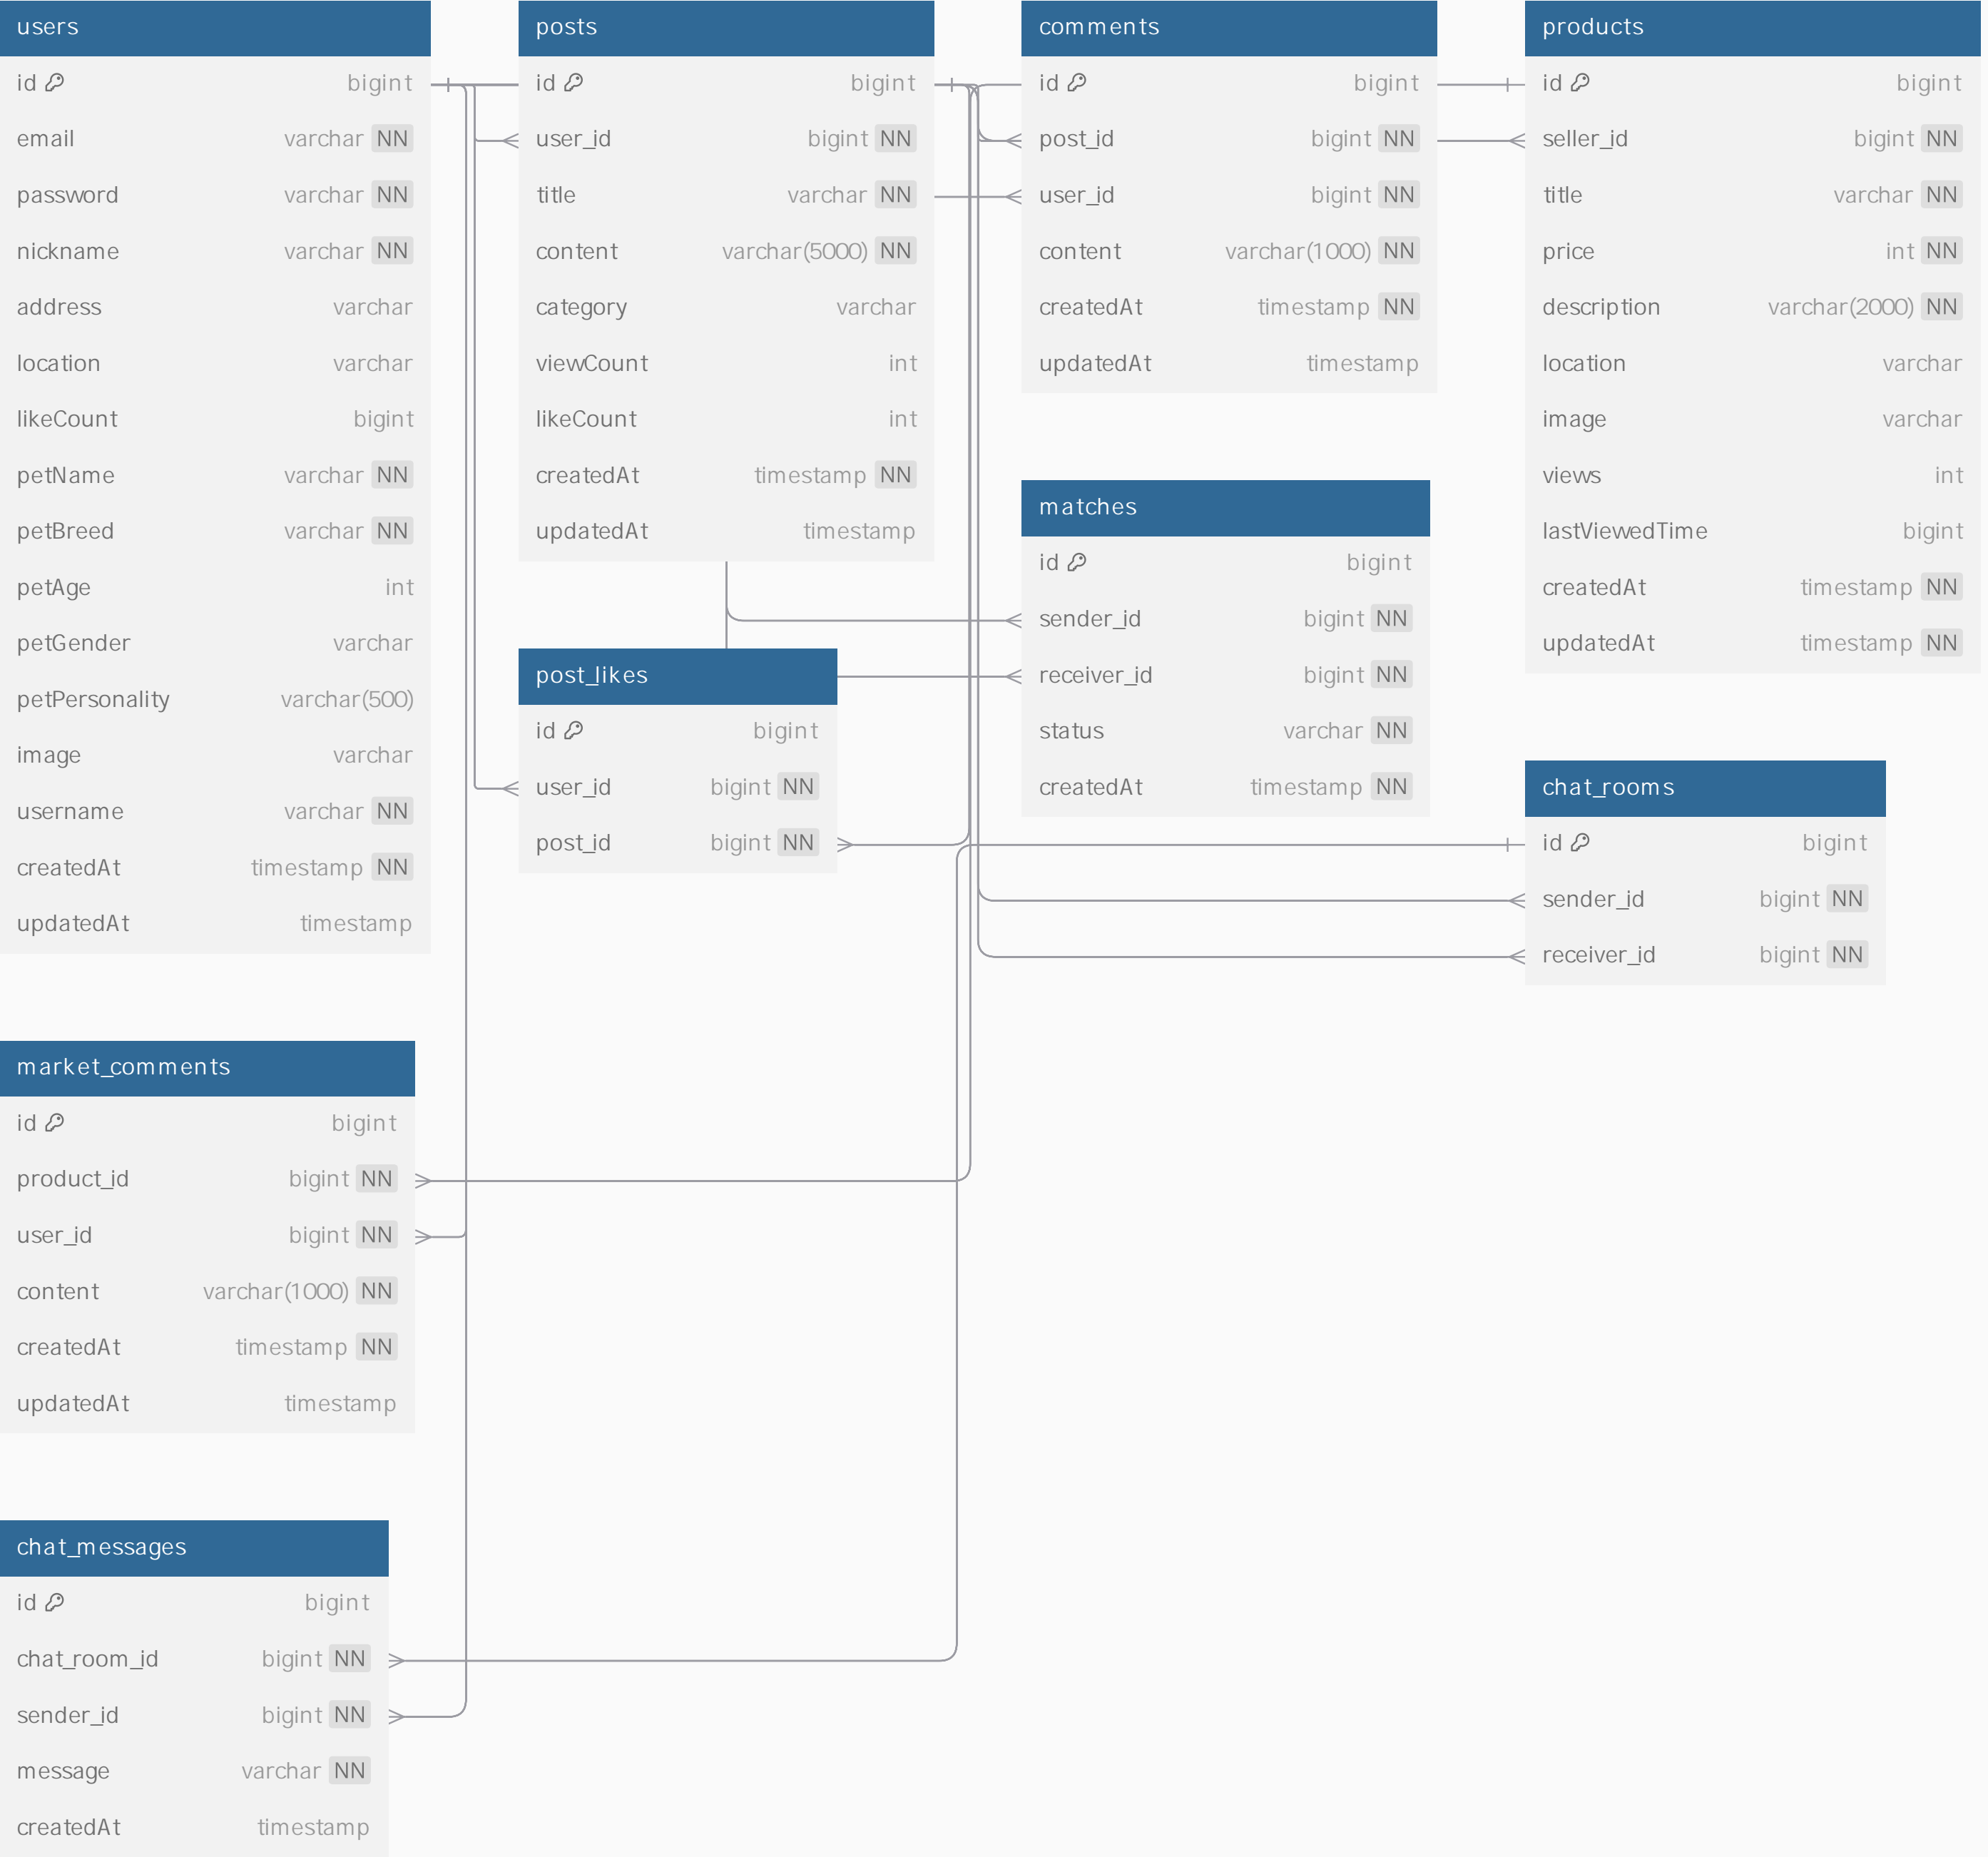 users
id bigint
email varchar NN
password varchar NN
nickname varchar NN
address varchar
location varchar
likeCount bigint
petName varchar NN
petBreed varchar NN
petAge int
petGender varchar
petPersonality varchar(500)
image varchar
username varchar NN
createdAt timestamp NN
updatedAt timestamp
posts
id bigint
user_id bigint NN
title varchar NN
content varchar(5000) NN
category varchar
viewCount int
likeCount int
createdAt timestamp NN
updatedAt timestamp
comments
id bigint
post_id bigint NN
user_id bigint NN
content varchar(1000) NN
createdAt timestamp NN
updatedAt timestamp
products
id bigint
seller_id bigint NN
title varchar NN
price int NN
description varchar(2000) NN
location varchar
image varchar
views int
lastViewedTime bigint
createdAt timestamp NN
updatedAt timestamp NN
matches
id bigint
sender_id bigint NN
receiver_id bigint NN
status varchar NN
createdAt timestamp NN
post_likes
id bigint
user_id bigint NN
post_id bigint NN
chat_rooms
id bigint
sender_id bigint NN
receiver_id bigint NN
market_comments
id bigint
product_id bigint NN
user_id bigint NN
content varchar(1000) NN
createdAt timestamp NN
updatedAt timestamp
chat_messages
id bigint
chat_room_id bigint NN
sender_id bigint NN
message varchar NN
createdAt timestamp